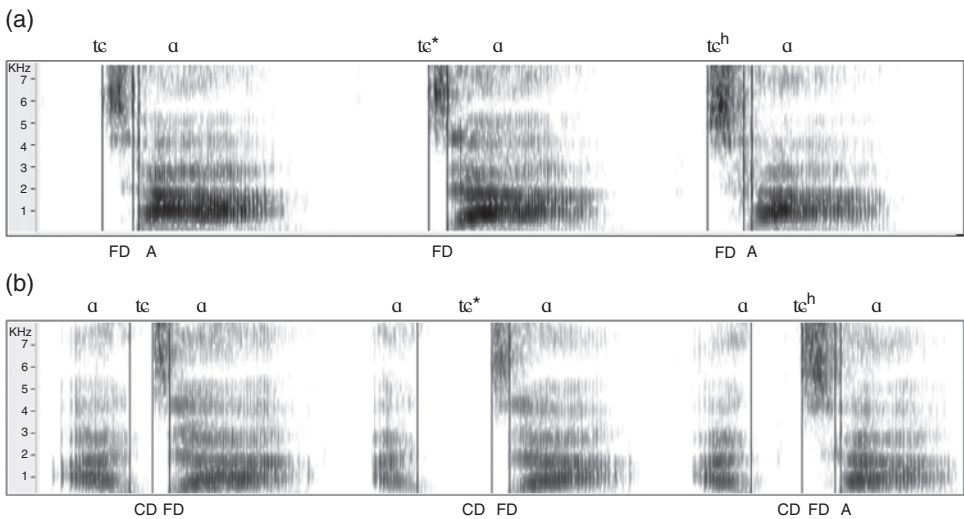 (a)
tɕ ɑ tɕ* ɑ tɕʰ ɑ
KHz
7
6
5
4
3
2
1
FD A FD FD A
(b)
ɑ tɕ ɑ ɑ tɕ* ɑ ɑ tɕʰ ɑ
KHz
7
6
5
4
3
2
1
CD FD CD FD CD FD A